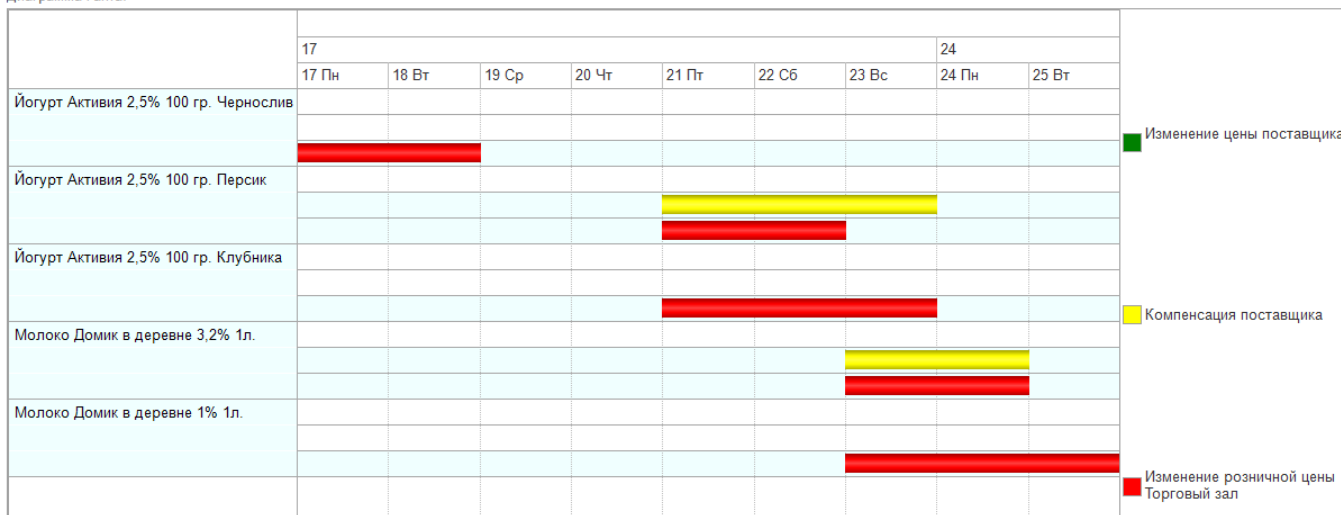 17 24
17 Пн 18 Вт 19 Ср 20 Чт 21 Пт 22 Сб 23 Вс 24 Пн 25 Вт
Йогурт Активия 2,5% 100 гр. Чернослив
Изменение цены поставщика
Йогурт Активия 2,5% 100 гр. Персик
Йогурт Активия 2,5% 100 гр. Клубника
Компенсация поставщика
Молоко Домик в деревне 3,2% 1л.
Молоко Домик в деревне 1% 1л.
Изменение розничной цены
Торговый зал